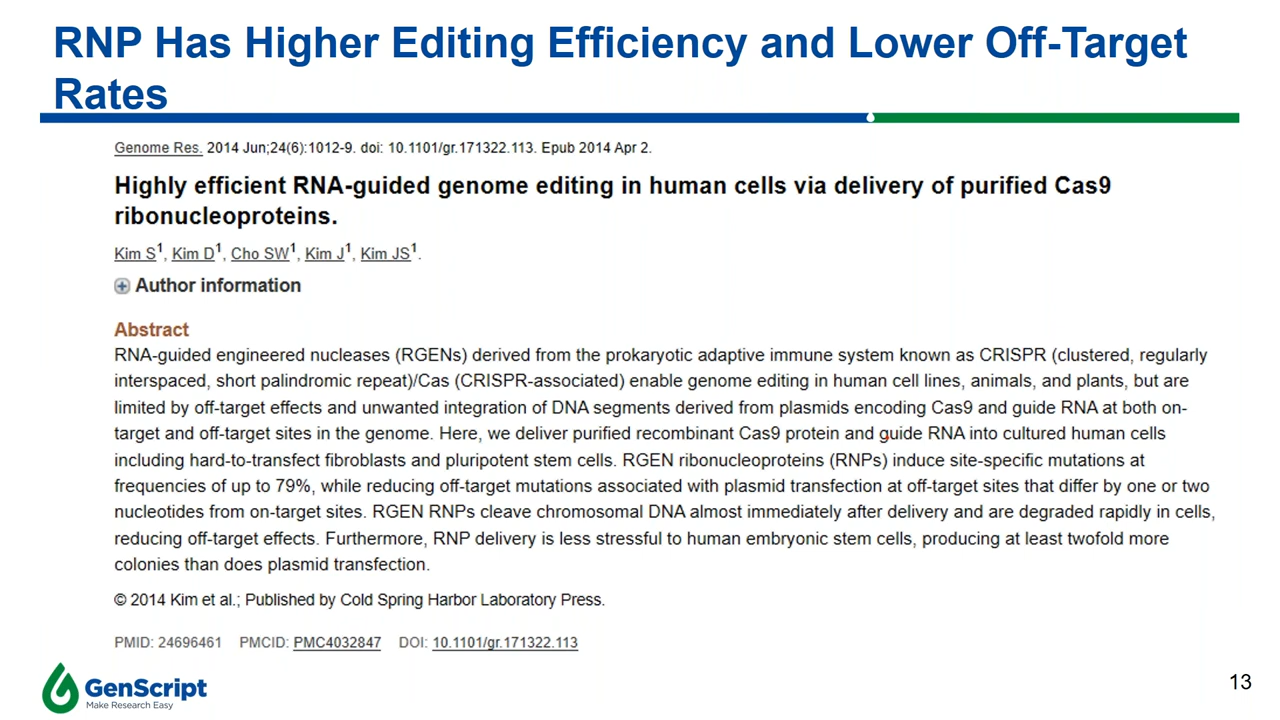 RNP Has Higher Editing Efficiency and Lower Off-Target
Rates
Genome Res. 2014 Jun;24(6):1012-9. doi: 10.1101/gr.171322.113. Epub 2014 Apr 2.
Highly efficient RNA-guided genome editing in human cells via delivery of purified Cas9
ribonucleoproteins.
Kim S1, Kim D1, Cho SW1, Kim J1, Kim JS1.
Author information
Abstract
RNA-guided engineered nucleases (RGENs) derived from the prokaryotic adaptive immune system known as CRISPR (clustered, regularly
interspaced, short palindromic repeat)/Cas (CRISPR-associated) enable genome editing in human cell lines, animals, and plants, but are
limited by off-target effects and unwanted integration of DNA segments derived from plasmids encoding Cas9 and guide RNA at both on-
target and off-target sites in the genome. Here, we deliver purified recombinant Cas9 protein and guide RNA into cultured human cells
including hard-to-transfect fibroblasts and pluripotent stem cells. RGEN ribonucleoproteins (RNPs) induce site-specific mutations at
frequencies of up to 79%, while reducing off-target mutations associated with plasmid transfection at off-target sites that differ by one or two
nucleotides from on-target sites. RGEN RNPs cleave chromosomal DNA almost immediately after delivery and are degraded rapidly in cells,
reducing off-target effects. Furthermore, RNP delivery is less stressful to human embryonic stem cells, producing at least twofold more
colonies than does plasmid transfection.
© 2014 Kim et al.; Published by Cold Spring Harbor Laboratory Press.
PMID: 24696461 PMCID: PMC4032847 DOI: 10.1101/gr.171322.113
GenScript
Make Research Easy
13